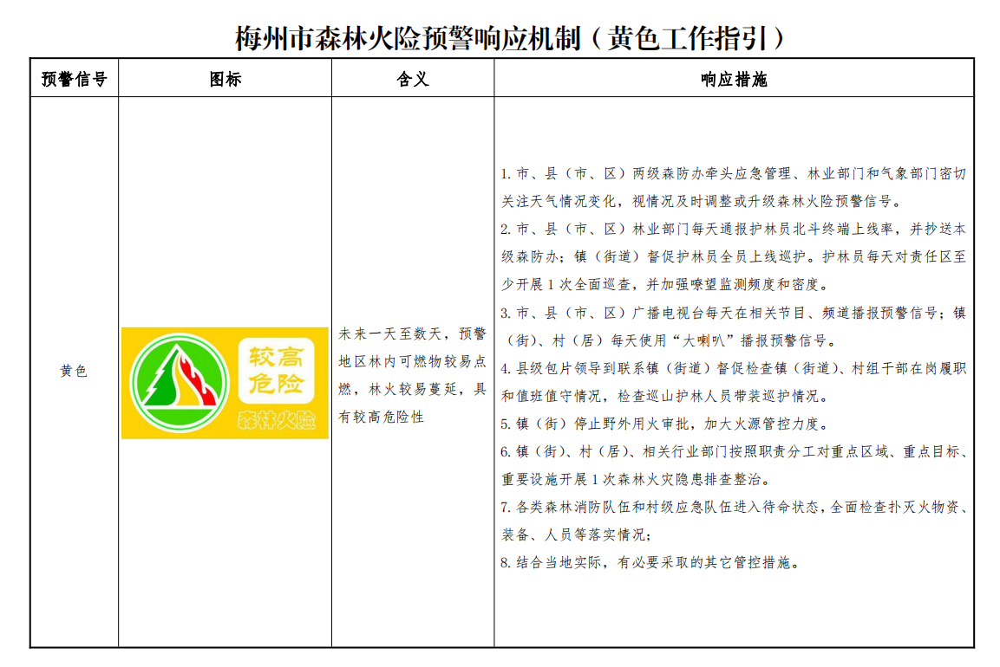 梅州市森林火险预警响应机制（黄色工作指引）
预警信号
图标
含义
响应措施
黄色
较高
危险
森林火险
未来一天至数天，预警
地区林内可燃物较易点
燃，林火较易蔓延，具
有较高危险性
1.市、县（市、区）两级森防办牵头应急管理、林业部门和气象部门密切
关注天气情况变化，视情况及时调整或升级森林火险预警信号。
2.市、县（市、区）林业部门每天通报护林员北斗终端上线率，并抄送本
级森防办；镇（街道）督促护林员全员上线巡护。护林员每天对责任区至
少开展1次全面巡查，并加强嘹望监测频度和密度。
3.市、县（市、区）广播电视台每天在相关节目、频道播报预警信号；镇
（街）、村（居）每天使用“大喇叭”播报预警信号。
4.县级包片领导到联系镇（街道）督促检查镇（街道）、村组干部在岗履职
和值班值守情况，检查巡山护林人员带装巡护情况。
5.镇（街）停止野外用火审批，加大火源管控力度。
6.镇（街）、村（居）、相关行业部门按照职责分工对重点区域、重点目标、
重要设施开展1次森林火灾隐患排查整治。
7.各类森林消防队伍和村级应急队伍进入待命状态，全面检查扑灭火物资、
装备、人员等落实情况；
8.结合当地实际，有必要采取的其它管控措施。